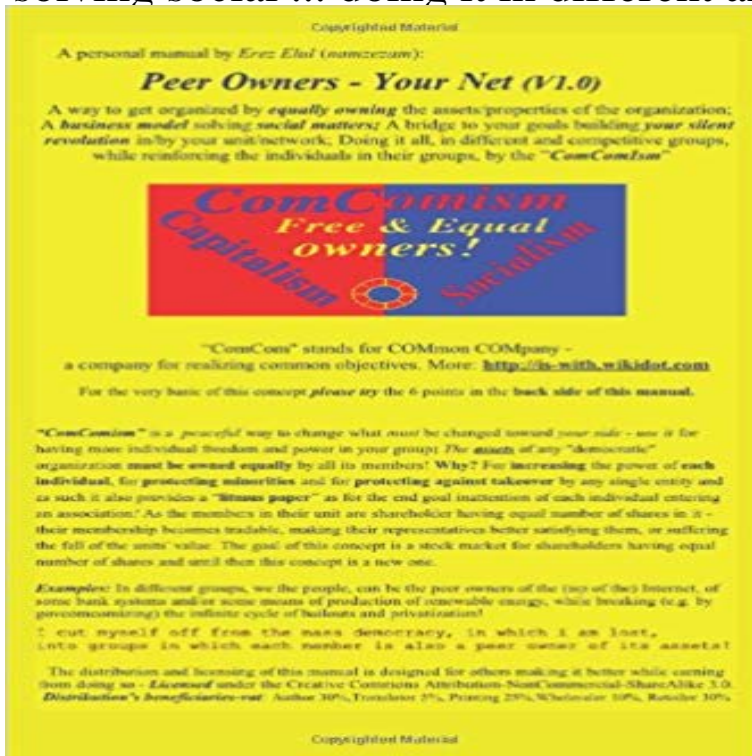 solving social ... doing it in different a
Copyrighted Material
A personal manual by Erez Elul (namzezam):
Peer Owners - Your Net (V1.0)
A way to get organized by equally owning the assets/properties of the organization;
A business model solving social matters; A bridge to your goals building your silent
revolution in/by your unit/network; Doing it all, in different and competitive groups,
while reinforcing the individuals in their groups, by the "ComComIsm"
ComComism
Free & Equal
owners!
Capitalism
Socialism
"ComCom" stands for COMmon COMpany -
a company for realizing common objectives. More: http://is-with.wikidot.com
For the very basic of this concept please try the 6 points in the back side of this manual.
"ComComism" is a peaceful way to change what must be changed toward your side - use it for
having more individual freedom and power in your group! The assets of any "democratic"
organization must be owned equally by all its members! Why? For increasing the power of each
individual, for protecting minorities and for protecting against takeover by any single entity and
as such it also provides a "litmus paper" as for the end goal inattention of each individual entering
an association! As the members in their unit are shareholder having equal number of shares in it -
their membership becomes tradable, making their representatives better satisfying them, or suffering
the fall of the units' value. The goal of this concept is a stock market for shareholders having equal
number of shares and until then this concept is a new one.
Examples: In different groups, we the people, can be the peer owners of the (top of the) Internet, of
some bank systems and/or some means of production of renewable energy, while breaking (e.g. by
govcomcomizing) the infinite cycle of bailouts and privatization!
I cut myself off from the mass democracy, in which i am lost,
into groups in which each member is also a peer owner of its assets!
The distribution and licensing of this manual is designed for others making it better while earning
from doing so - Licensed under the Creative Commons Attribution-NonCommercial-ShareAlike 3.0.
Distribution's beneficiaries-rat: Author 30%, Translator 5%, Printing 25%, Wholesaler 10%, Retailer 30%.
Copyrighted Material